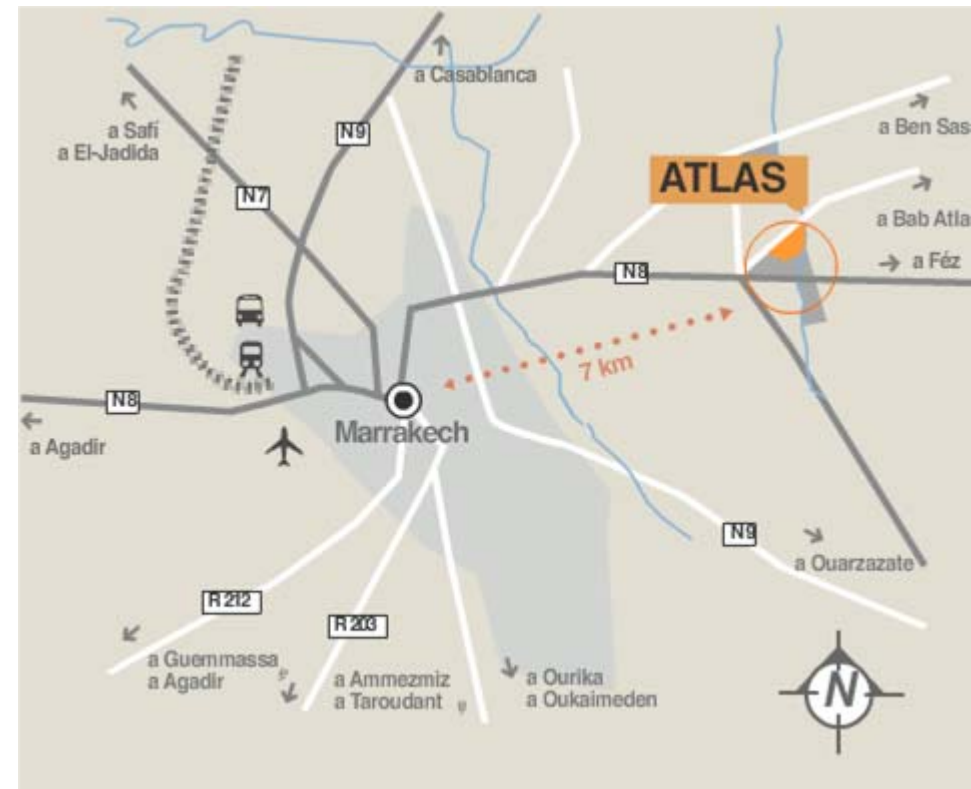 a Casablanca
a Safi
a El-Jadida
N9
N7
a Ben Sas
ATLAS
a Bab Atla
a Féz
N8
7 km
N8
a Agadir
Marrakech
N9
a Ouarzazate
R 212
R 203
a Guemmassa
a Agadir
a Ammezmiz
a Taroudant
a Ourika
a Oukaimeden
N